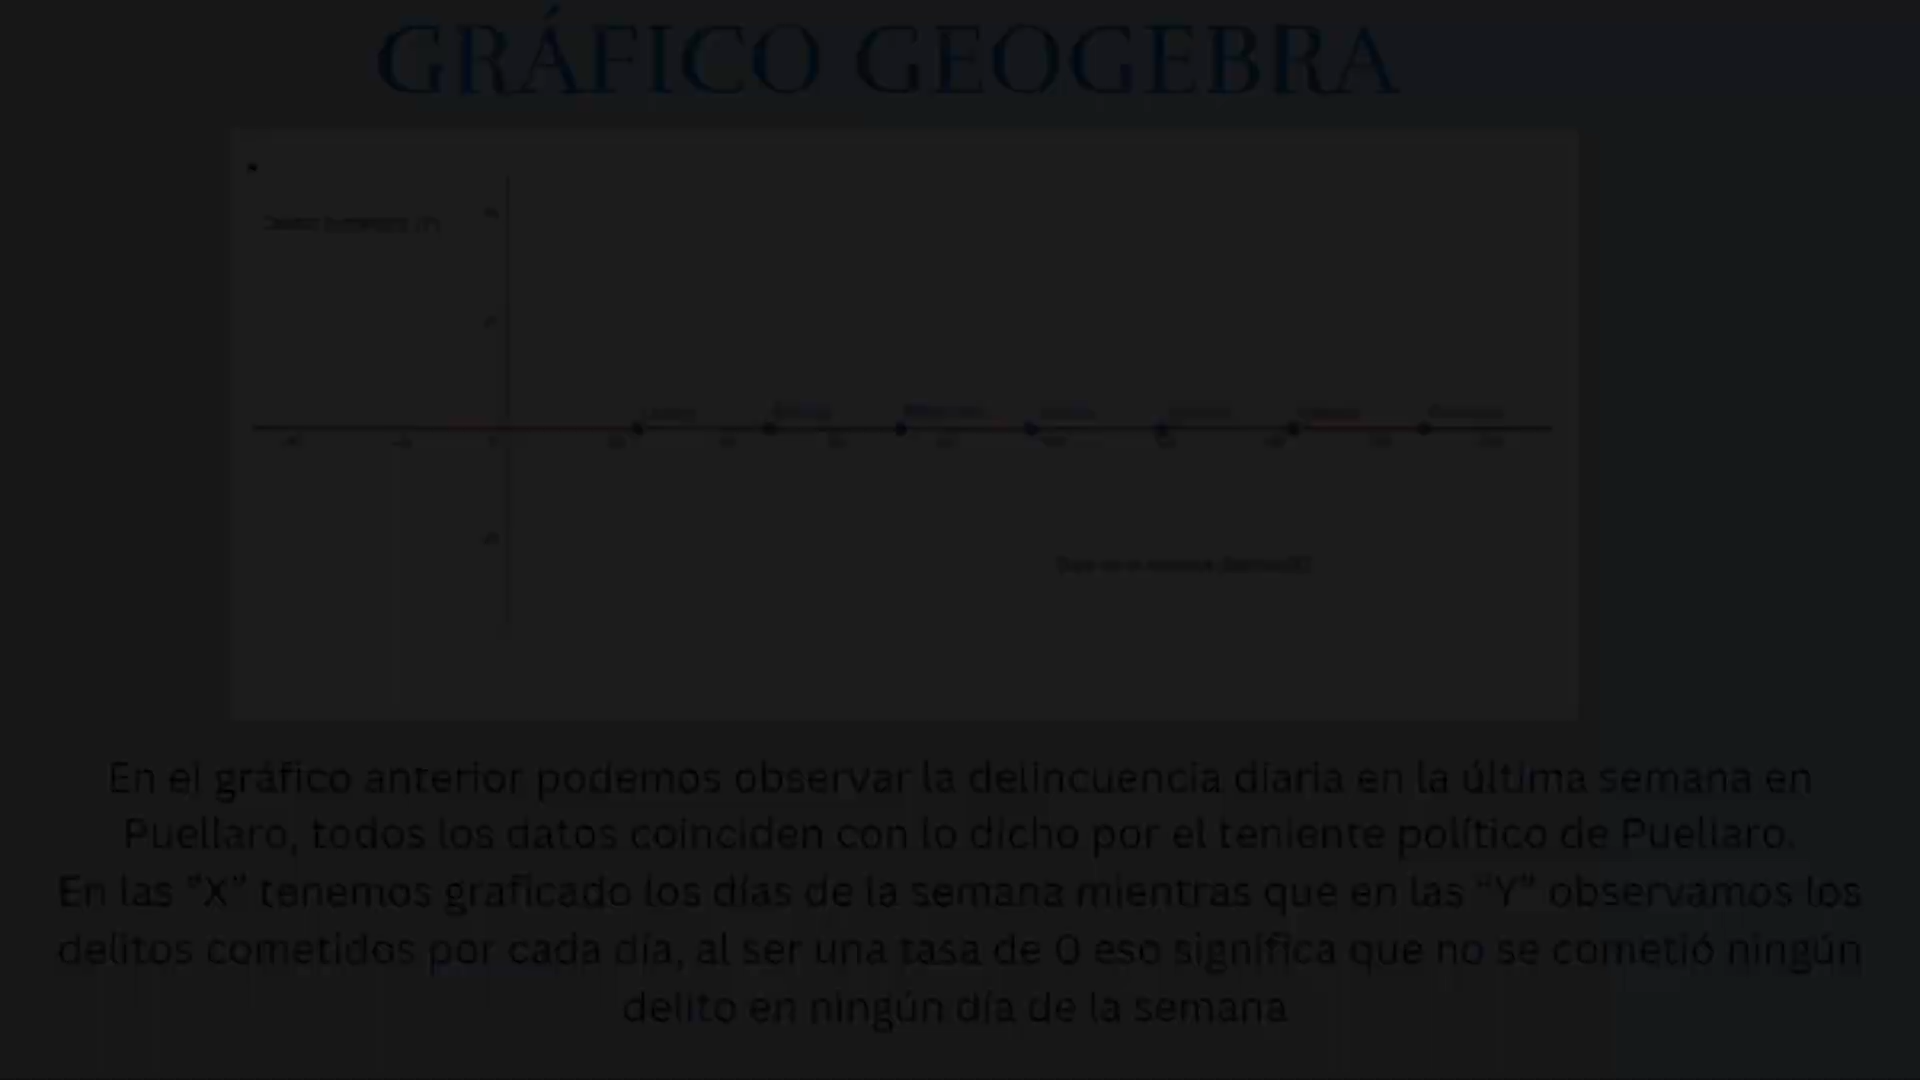 GRÁFICO GEOGEBRA
En el gráfico anterior podemos observar la delincuencia diaria en la última semana en
Puellaro, todos los datos coinciden con lo dicho por el teniente político de Puellaro.
En las "X" tenemos graficado los días de la semana mientras que en las "Y" observamos los
delitos cometidos por cada día, al ser una tasa de 0 eso significa que no se cometió ningún
delito en ningún día de la semana